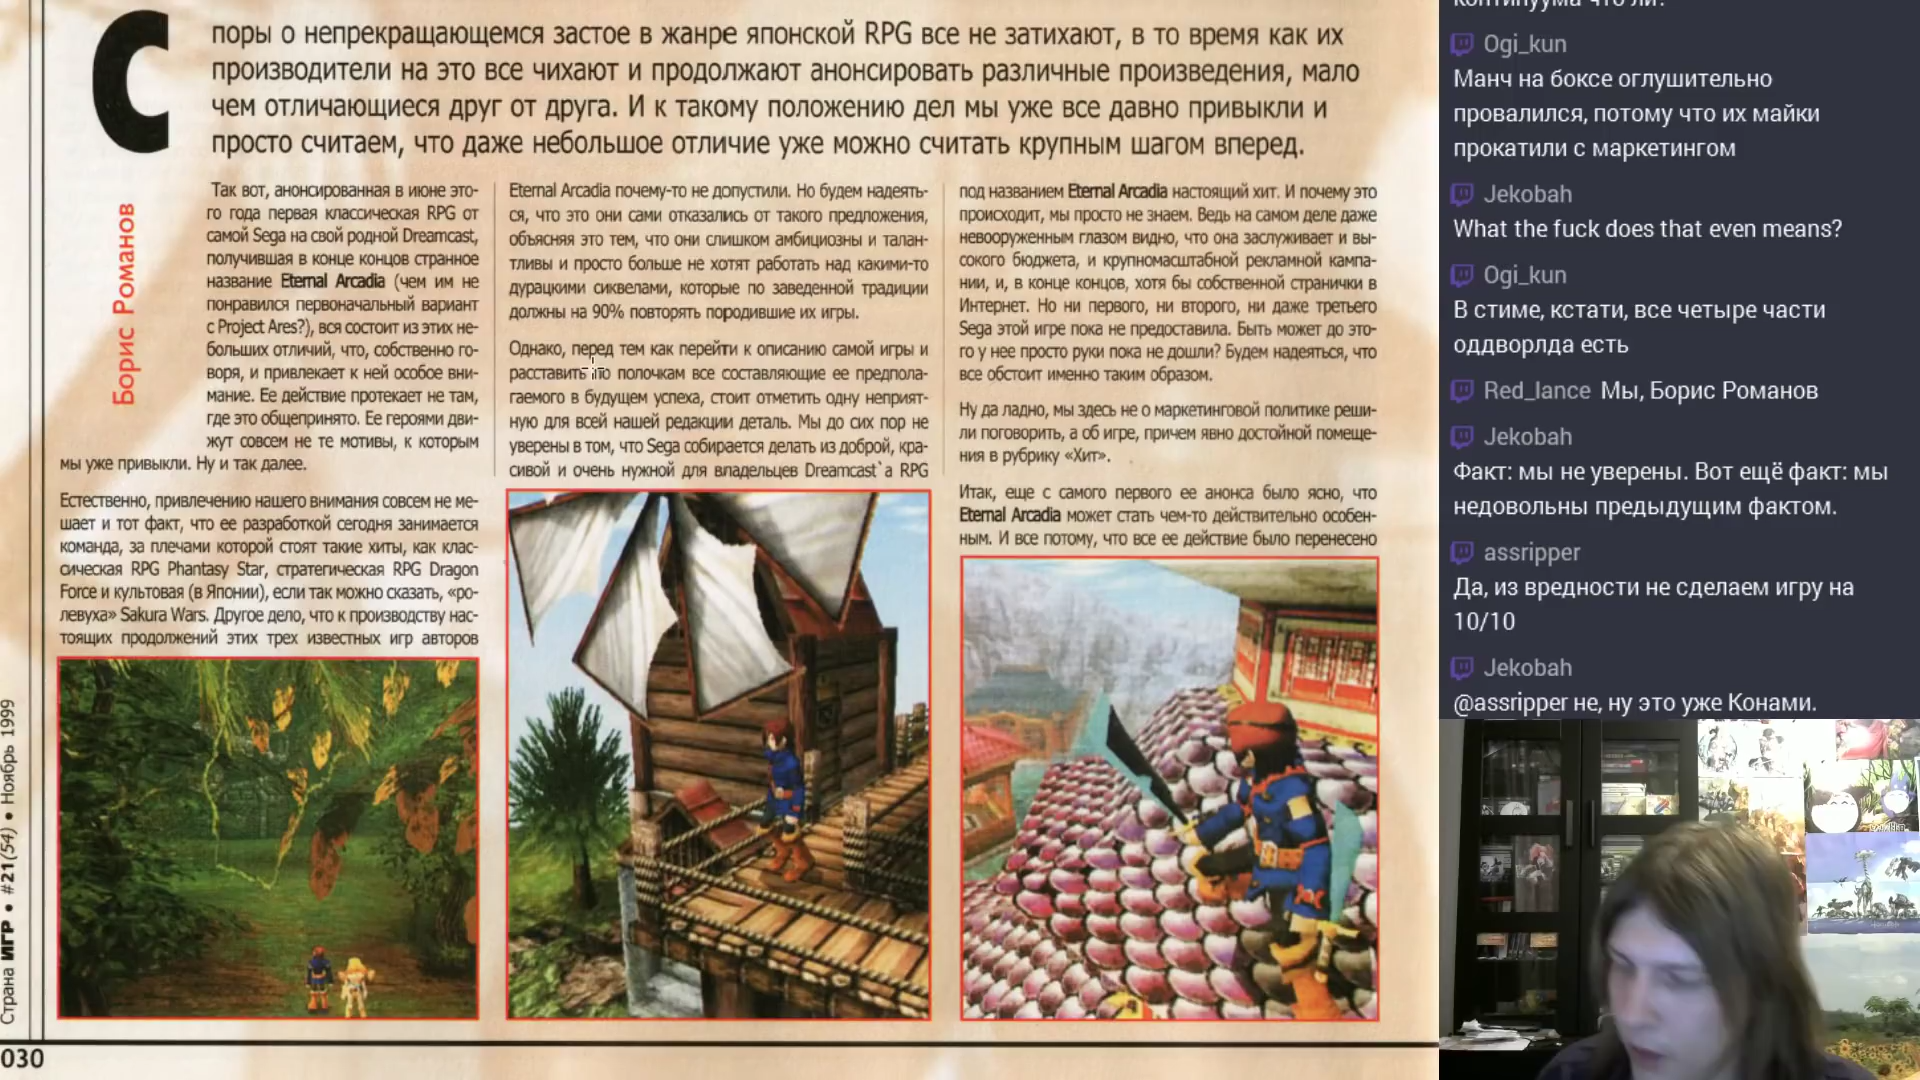 С
поры о непрекращающемся застое в жанре японской RPG все не затихают, в то время как их
производители на это все чихают и продолжают анонсировать различные произведения, мало
чем отличающиеся друг от друга. И к такому положению дел мы уже все давно привыкли и
просто считаем, что даже небольшое отличие уже можно считать крупным шагом вперед.
Борис Романов
Так вот, анонсированная в июне это-
го года первая классическая RPG от
самой Sega на свой родной Dreamcast,
получившая в конце концов странное
название Eternal Arcadia (чем им не
понравился первоначальный вариант
с Project Ares?), вся состоит из этих не-
больших отличий, что, собственно го-
воря, и привлекает к ней особое вни-
мание. Ее действие протекает не там,
где это общепринято. Ее героями дви-
жут совсем не те мотивы, к которым
мы уже привыкли. Ну и так далее.
Естественно, привлечению нашего внимания совсем не ме-
шает и тот факт, что ее разработкой сегодня занимается
команда, за плечами которой стоят такие хиты, как клас-
сическая RPG Phantasy Star, стратегическая RPG Dragon
Force и культовая (в Японии), если так можно сказать, «ро-
левуха» Sakura Wars. Другое дело, что к производству нас-
тоящих продолжений этих трех известных игр авторов
Eternal Arcadia почему-то не допустили. Но будем надеять-
ся, что это они сами отказались от такого предложения,
объясняя это тем, что они слишком амбициозны и талан-
тливы и просто больше не хотят работать над какими-то
дурацкими сиквелами, которые по заведенной традиции
должны на 90% повторять породившие их игры.
Однако, перед тем как перейти к описанию самой игры и
расставить по полочкам все составляющие ее предпола-
гаемого в будущем успеха, стоит отметить одну неприят-
ную для всей нашей редакции деталь. Мы до сих пор не
уверены в том, что Sega собирается делать из доброй, кра-
сивой и очень нужной для владельцев Dreamcast`а RPG
под названием Eternal Arcadia настоящий хит. И почему это
происходит, мы просто не знаем. Ведь на самом деле даже
невооруженным глазом видно, что она заслуживает и вы-
сокого бюджета, и крупномасштабной рекламной кампа-
нии, и, в конце концов, хотя бы собственной странички в
Интернет. Но ни первого, ни второго, ни даже третьего
Sega этой игре пока не предоставила. Быть может до это-
го у нее просто руки пока не дошли? Будем надеяться, что
все обстоит именно таким образом.
Ну да ладно, мы здесь не о маркетинговой политике реши-
ли поговорить, а об игре, причем явно достойной помеще-
ния в рубрику «Хит».
Итак, еще с самого первого ее анонса было ясно, что
Eternal Arcadia может стать чем-то действительно особен-
ным. И все потому, что все ее действие было перенесено
Страна ИГР • #21(54) • Ноябрь 1999
030
континуума что ли?
Ogi_kun
Манч на боксе оглушительно
провалился, потому что их майки
прокатили с маркетингом
Jekobah
What the fuck does that even means?
Ogi_kun
В стиме, кстати, все четыре части
оддворлда есть
Red_lance Мы, Борис Романов
Jekobah
Факт: мы не уверены. Вот ещё факт: мы
недовольны предыдущим фактом.
assripper
Да, из вредности не сделаем игру на
10/10
Jekobah
@assripper не, ну это уже Конами.